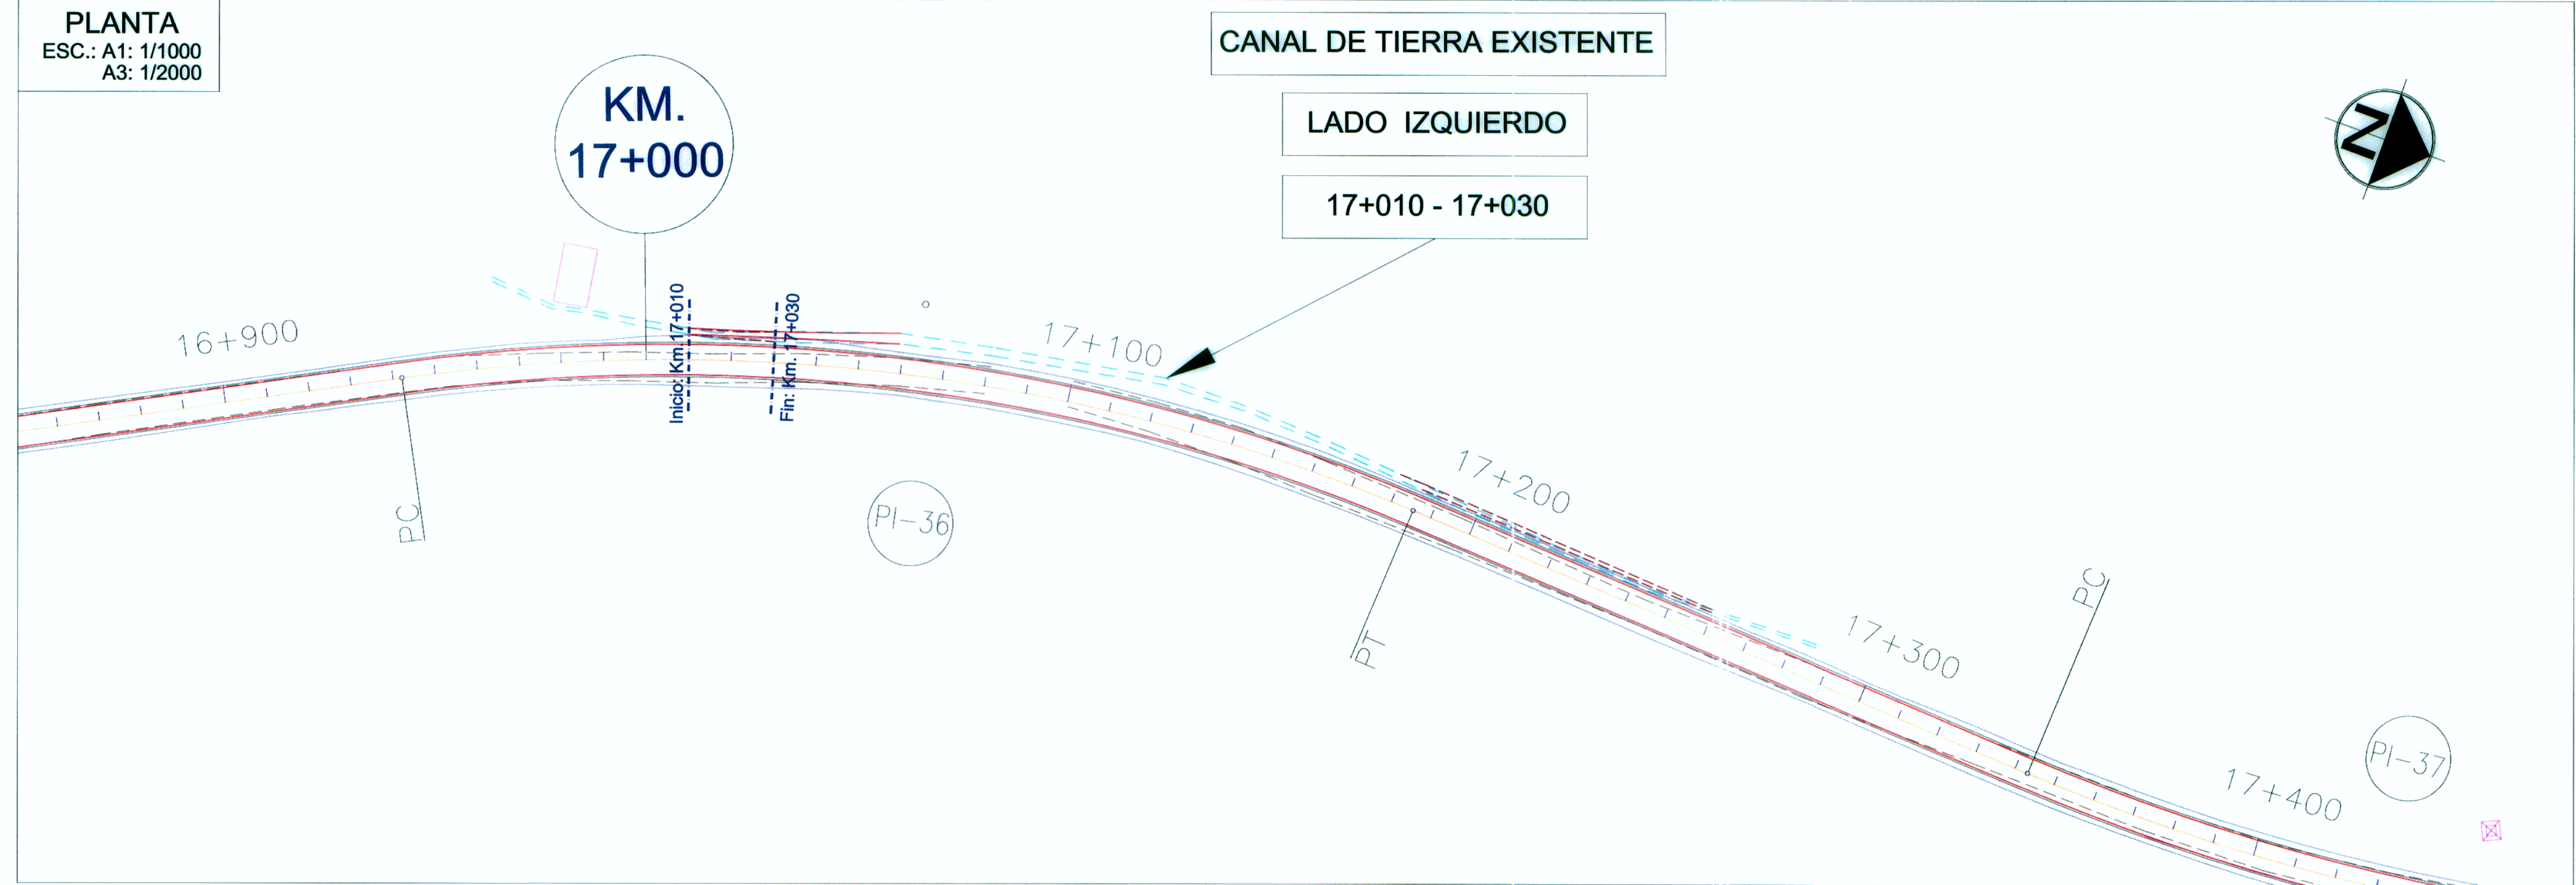 PLANTA
ESC.: A1: 1/1000
A3: 1/2000
CANAL DE TIERRA EXISTENTE
LADO IZQUIERDO
17+010 - 17+030
KM.
17+000
N
16+900
Inicio: Km. 17+010
Fin: Km. 17+030
17+100
17+200
17+300
17+400
PC
PI-36
PT
PC
PI-37